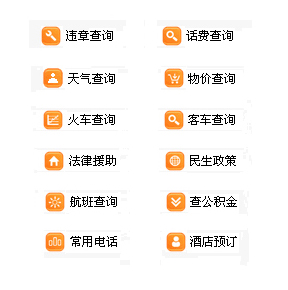 违章查询 话费查询
天气查询 物价查询
火车查询 客车查询
法律援助 民生政策
航班查询 查公积金
常用电话 酒店预订